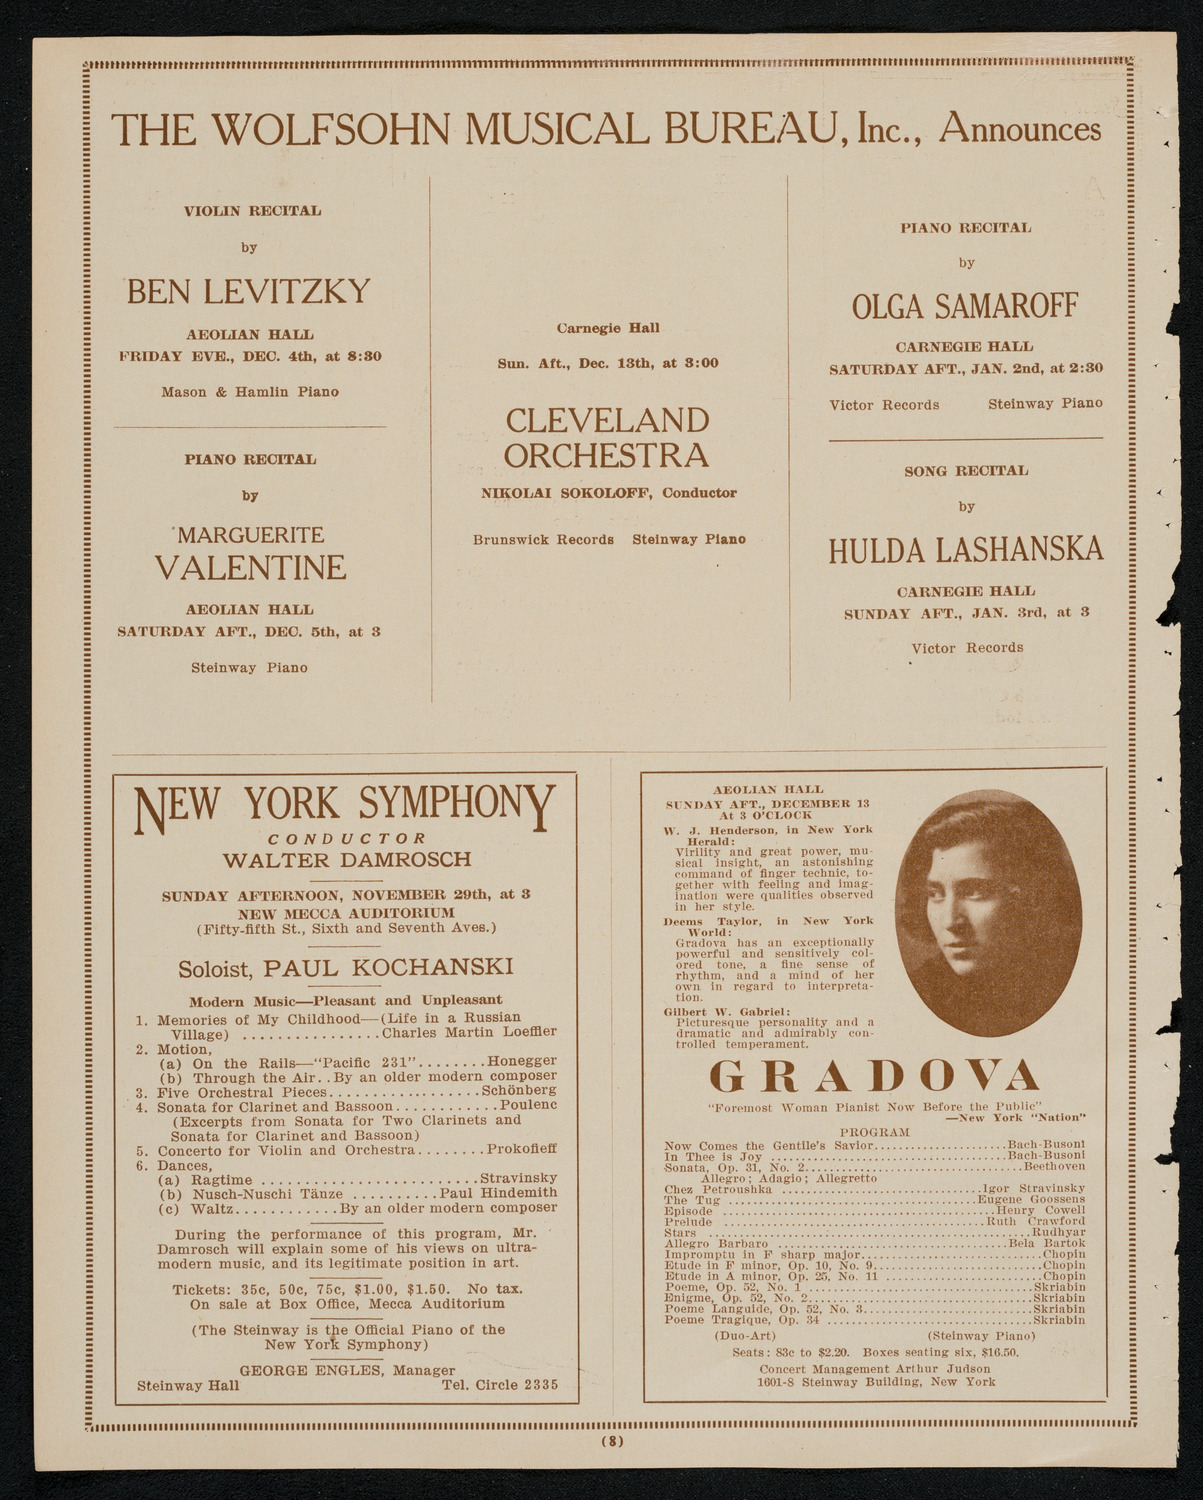 THE WOLFSOHN MUSICAL BUREAU, Inc., Announces
VIOLIN RECITAL
by
BEN LEVITZKY
AEOLIAN HALL
FRIDAY EVE., DEC. 4th, at 8:30
Mason & Hamlin Piano
PIANO RECITAL
by
MARGUERITE
VALENTINE
AEOLIAN HALL
SATURDAY AFT., DEC. 5th, at 3
Steinway Piano
Carnegie Hall
Sun. Aft., Dec. 13th, at 3:00
CLEVELAND
ORCHESTRA
NIKOLAI SOKOLOFF, Conductor
Brunswick Records Steinway Piano
PIANO RECITAL
by
OLGA SAMAROFF
CARNEGIE HALL
SATURDAY AFT., JAN. 2nd, at 2:30
Victor Records Steinway Piano
SONG RECITAL
by
HULDA LASHANSKA
CARNEGIE HALL
SUNDAY AFT., JAN. 3rd, at 3
Victor Records
NEW YORK SYMPHONY
CONDUCTOR
WALTER DAMROSCH
SUNDAY AFTERNOON, NOVEMBER 29th, at 3
NEW MECCA AUDITORIUM
(Fifty-fifth St., Sixth and Seventh Aves.)
Soloist, PAUL KOCHANSKI
Modern Music—Pleasant and Unpleasant
1. Memories of My Childhood—(Life in a Russian
Village) ................Charles Martin Loeffler
2. Motion,
(a) On the Rails—"Pacific 231"........Honegger
(b) Through the Air..By an older modern composer
3. Five Orchestral Pieces..................Schönberg
4. Sonata for Clarinet and Bassoon............Poulenc
(Excerpts from Sonata for Two Clarinets and
Sonata for Clarinet and Bassoon)
5. Concerto for Violin and Orchestra........Prokofieff
6. Dances,
(a) Ragtime .........................Stravinsky
(b) Nusch-Nuschi Tänze ..........Paul Hindemith
(c) Waltz............By an older modern composer
During the performance of this program, Mr.
Damrosch will explain some of his views on ultra-
modern music, and its legitimate position in art.
Tickets: 35c, 50c, 75c, $1.00, $1.50. No tax.
On sale at Box Office, Mecca Auditorium
(The Steinway is the Official Piano of the
New York Symphony)
GEORGE ENGLES, Manager
Steinway Hall Tel. Circle 2335
AEOLIAN HALL
SUNDAY AFT., DECEMBER 13
At 3 O'CLOCK
W. J. Henderson, in New York
Herald:
Virility and great power, mu-
sical insight, an astonishing
command of finger technic, to-
gether with feeling and imag-
ination were qualities observed
in her style.
Deems Taylor, in New York
World:
Gradova has an exceptionally
powerful and sensitively col-
ored tone, a fine sense of
rhythm, and a mind of her
own in regard to interpreta-
tion.
Gilbert W. Gabriel:
Picturesque personality and a
dramatic and admirably con-
trolled temperament.
GRADOVA
"Foremost Woman Pianist Now Before the Public"
—New York "Nation"
PROGRAM
Now Comes the Gentile's Savior....................Bach-Busoni
In Thee is Joy ...................................Bach-Busoni
Sonata, Op. 31, No. 2................................Beethoven
Allegro; Adagio; Allegretto
Chez Petroushka ..............................Igor Stravinsky
The Tug .....................................Eugene Goossens
Episode ........................................Henry Cowell
Prelude .......................................Ruth Crawford
Stars ................................................Rudhyar
Allegro Barbaro ..................................Bela Bartok
Impromptu in F sharp major...........................Chopin
Etude in F minor, Op. 10, No. 9.........................Chopin
Etude in A minor, Op. 25, No. 11 ........................Chopin
Poeme, Op. 52, No. 1 .................................Skriabin
Enigme, Op. 52, No. 2.................................Skriabin
Poeme Languide, Op. 52, No. 3.........................Skriabin
Poeme Tragique, Op. 34 ...............................Skriabin
(Duo-Art) (Steinway Piano)
Seats: 83c to $2.20. Boxes seating six, $16.50.
Concert Management Arthur Judson
1601-8 Steinway Building, New York
(8)